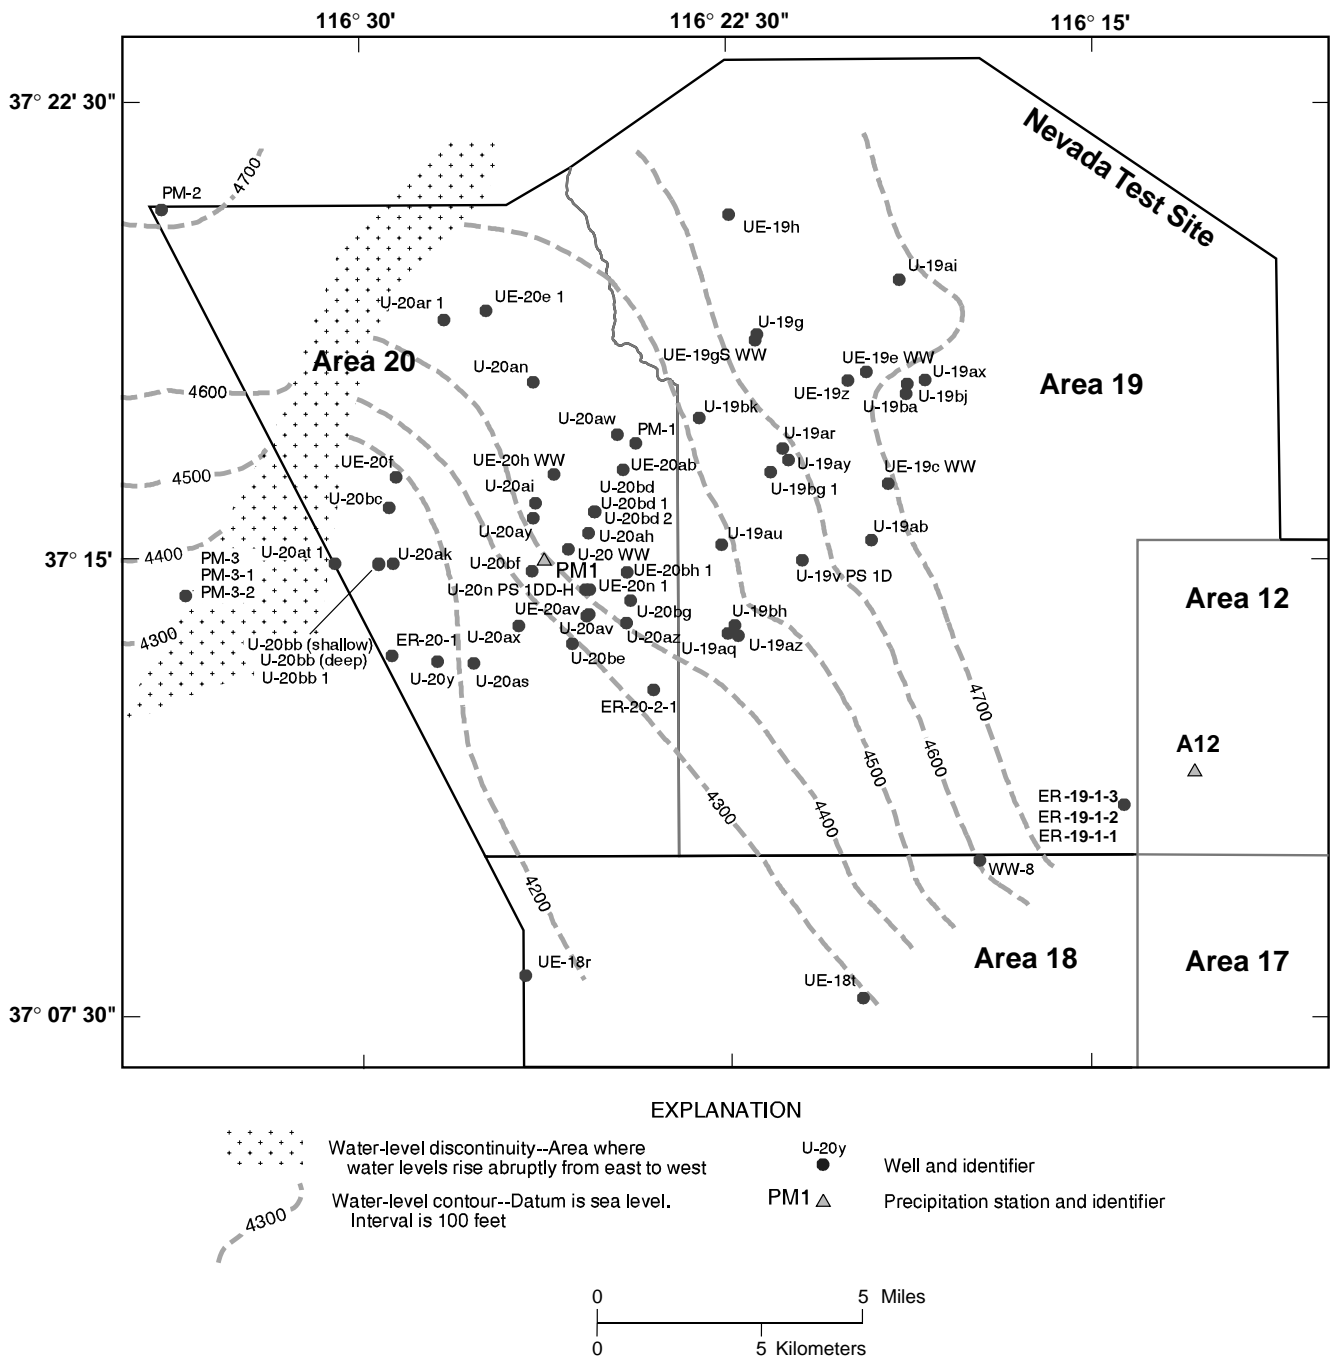 116° 30'
116° 22' 30"
116° 15'
37° 22' 30"
Nevada Test Site
4700
PM-2
UE-19h
U-19ai
U-20ar 1
UE-20e 1
U-19g
UE-19gS WW
UE-19e WW
Area 20
U-20an
UE-19z
U-19ax
Area 19
4600
U-19ba
U-19bj
U-19bk
U-20aw
PM-1
U-19ar
UE-20f
UE-20h WW
UE-20ab
U-19ay
UE-19c WW
4500
U-20ai
U-20bd
U-19bg 1
U-20bc
U-20bd 1
U-20bd 2
U-20ay
U-20ah
U-19au
U-19ab
37° 15'
4400
PM-3
PM-3-1
PM-3-2
U-20at 1
U-20ak
U-20bf
PM1
U-20 WW
UE-20bh 1
U-19v PS 1D
U-20n PS 1DD-H
UE-20n 1
Area 12
UE-20av
U-20bg
U-19bh
4300
U-20bb (shallow)
U-20bb (deep)
U-20bb 1
ER-20-1
U-20ax
U-20av
U-20az
U-19aq
U-19az
U-20be
U-20y
U-20as
ER-20-2-1
4700
4600
4500
4400
4300
A12
ER-19-1-3
ER-19-1-2
ER-19-1-1
WW-8
4200
UE-18r
UE-18t
Area 18
Area 17
37° 07' 30"
EXPLANATION
Water-level discontinuity--Area where
water levels rise abruptly from east to west
U-20y
Well and identifier
4300
Water-level contour--Datum is sea level.
Interval is 100 feet
PM1
Precipitation station and identifier
0
5 Miles
0
5 Kilometers